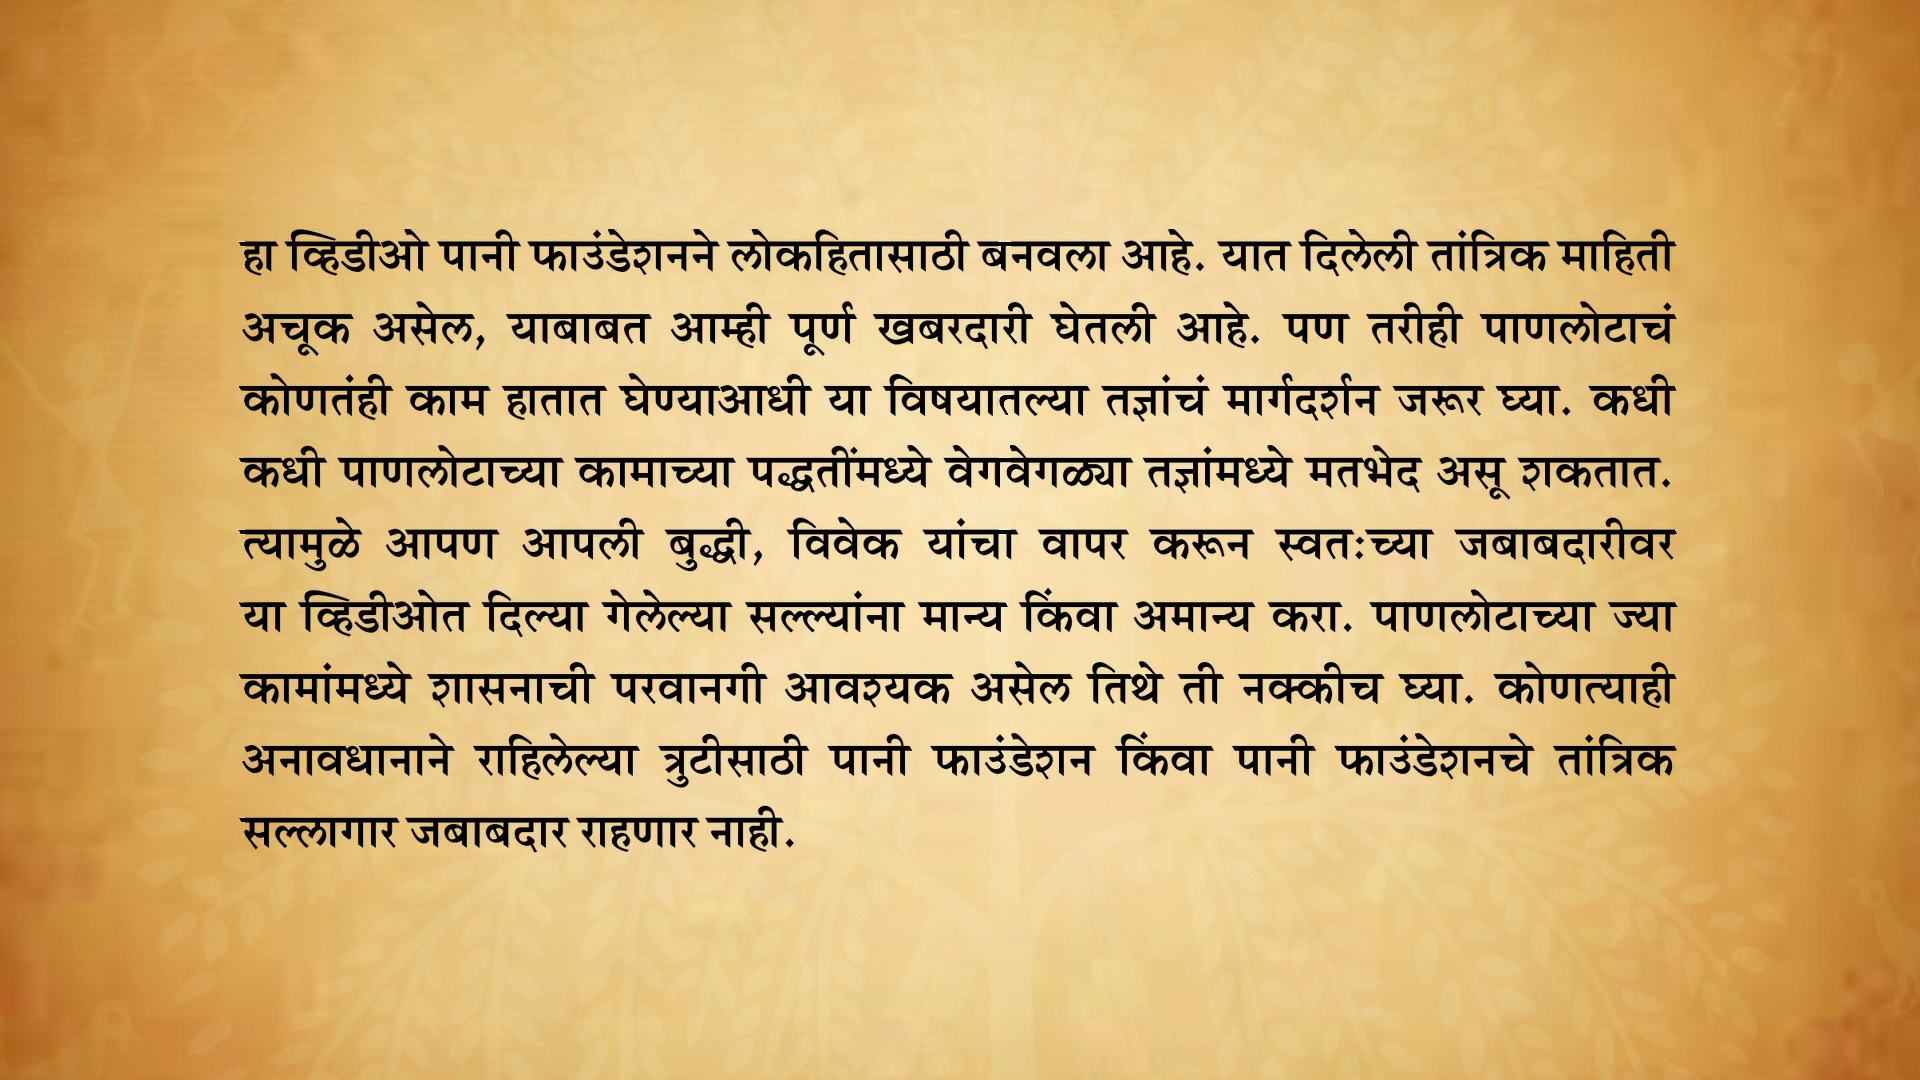 हा व्हिडीओ पानी फाउंडेशनने लोकहितासाठी बनवला आहे. यात दिलेली तांत्रिक माहिती
अचूक असेल, याबाबत आम्ही पूर्ण खबरदारी घेतली आहे. पण तरीही पाणलोटाचं
कोणतंही काम हातात घेण्याआधी या विषयातल्या तज्ञांचं मार्गदर्शन जरूर घ्या. कधी
कधी पाणलोटाच्या कामाच्या पद्धतींमध्ये वेगवेगळ्या तज्ञांमध्ये मतभेद असू शकतात.
त्यामुळे आपण आपली बुद्धी, विवेक यांचा वापर करून स्वतःच्या जबाबदारीवर
या व्हिडीओत दिल्या गेलेल्या सल्ल्यांना मान्य किंवा अमान्य करा. पाणलोटाच्या ज्या
कामांमध्ये शासनाची परवानगी आवश्यक असेल तिथे ती नक्कीच घ्या. कोणत्याही
अनावधानाने राहिलेल्या त्रुटीसाठी पानी फाउंडेशन किंवा पानी फाउंडेशनचे तांत्रिक
सल्लागार जबाबदार राहणार नाही.